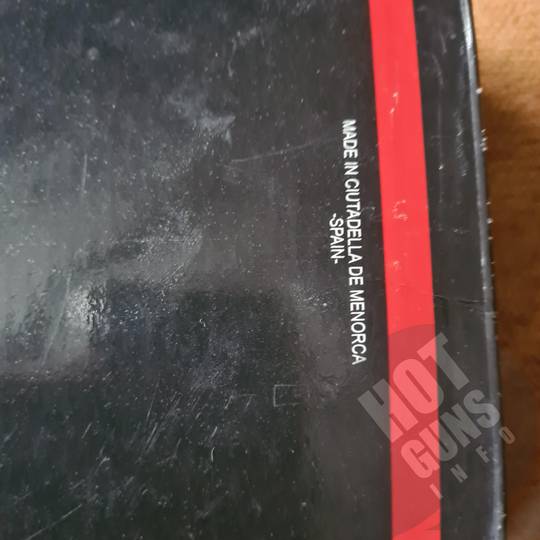 MADE IN CIUTADELLA DE MENORCA
-SPAIN-
HOT
GUNS
INFO